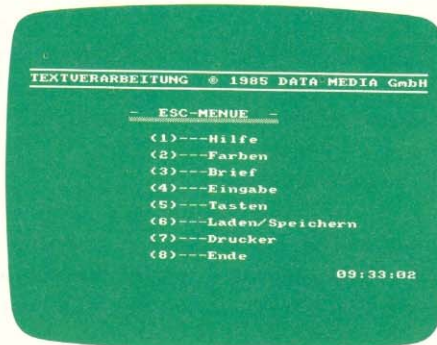 TEXTVERARBEITUNG © 1985 DATA MEDIA GmbH
- ESC-MENUE -
(1)---Hilfe
(2)---Farben
(3)---Brief
(4)---Eingabe
(5)---Tasten
(6)---Laden/Speichern
(7)---Drucker
(8)---Ende
09:33:02